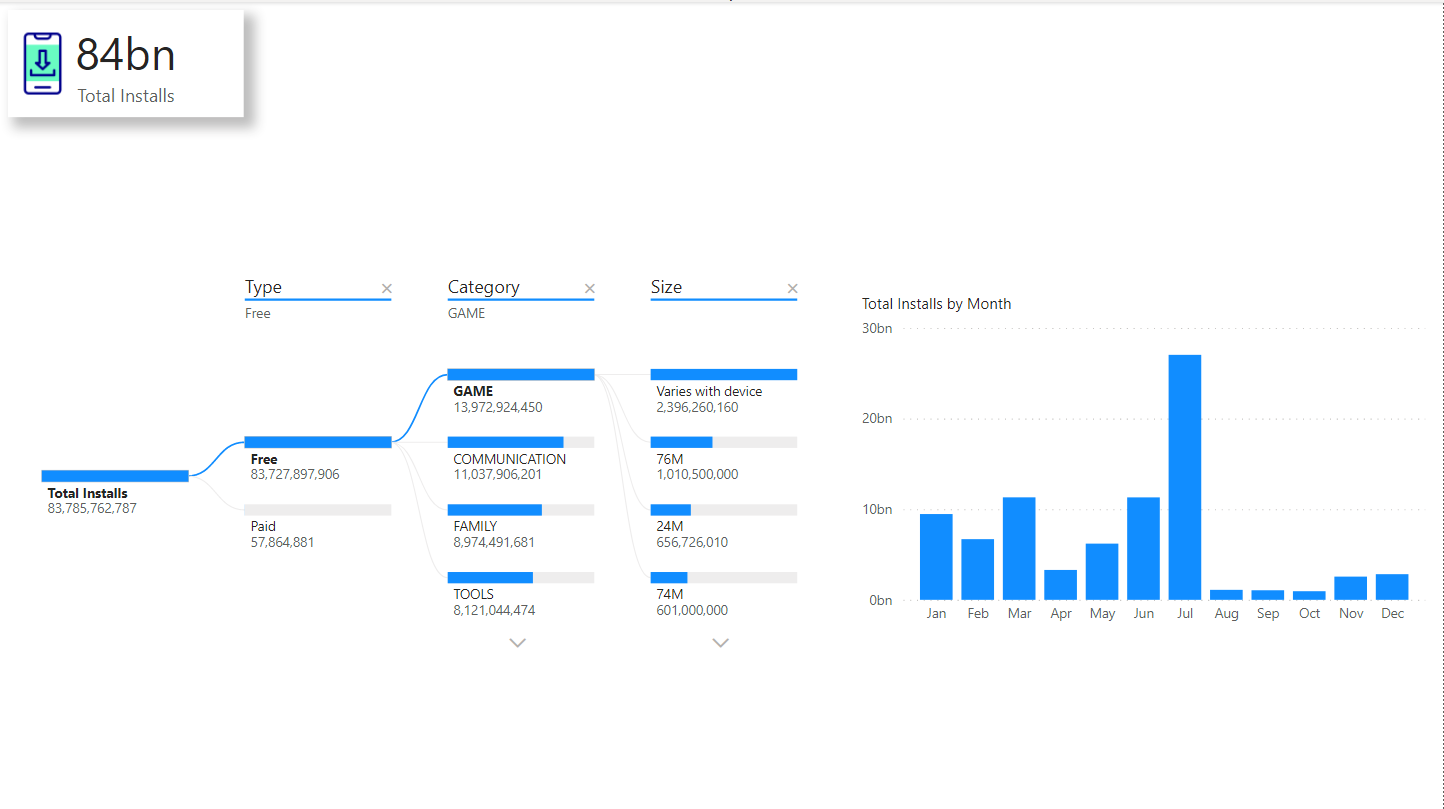 84bn
Total Installs
Type
Category
Size
Free
GAME
Total Installs
83,785,762,787
Free
83,727,897,906
Paid
57,864,881
GAME
13,972,924,450
COMMUNICATION
11,037,906,201
FAMILY
8,974,491,681
TOOLS
8,121,044,474
Varies with device
2,396,260,160
76M
1,010,500,000
24M
656,726,010
74M
601,000,000
Total Installs by Month
30bn
20bn
10bn
0bn
Jan Feb Mar Apr May Jun Jul Aug Sep Oct Nov Dec